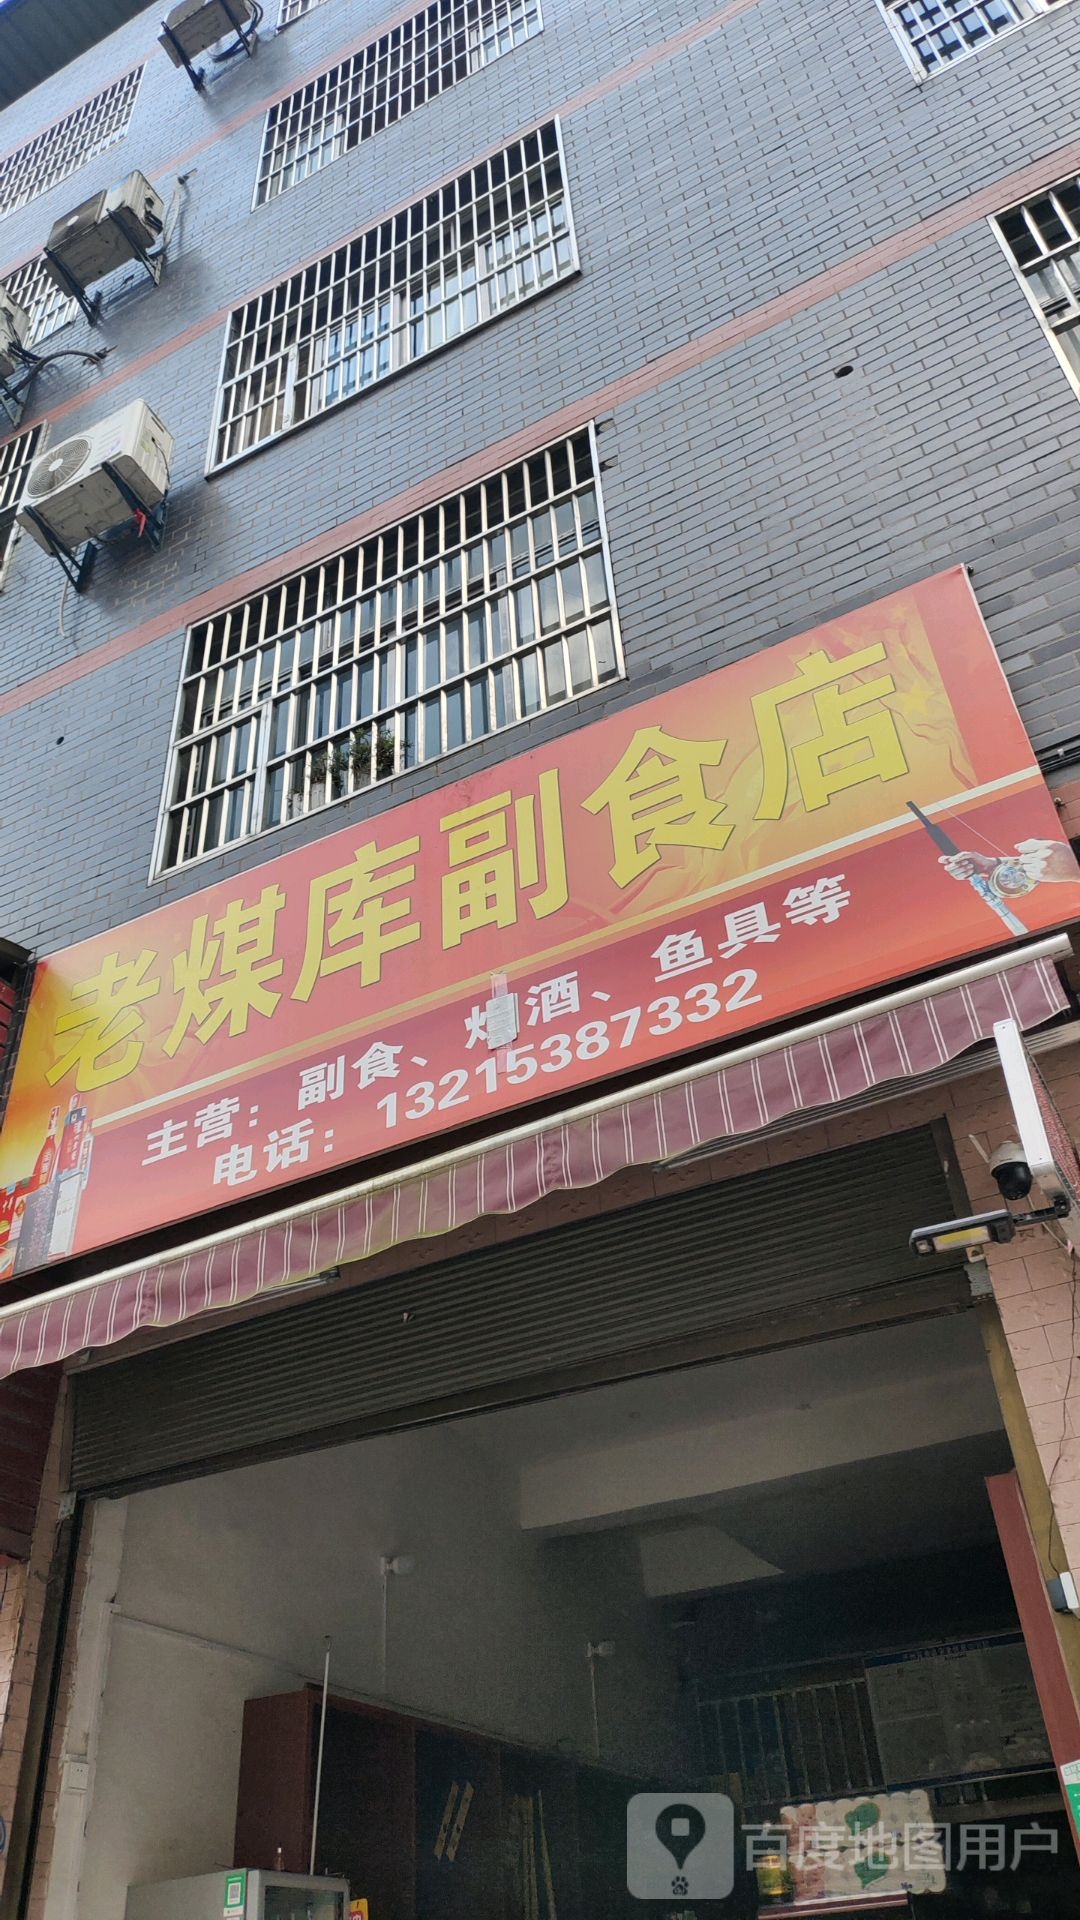 老煤库副食店
主营：副食、烟酒、鱼具等
电话：13215387332
百度地图用户